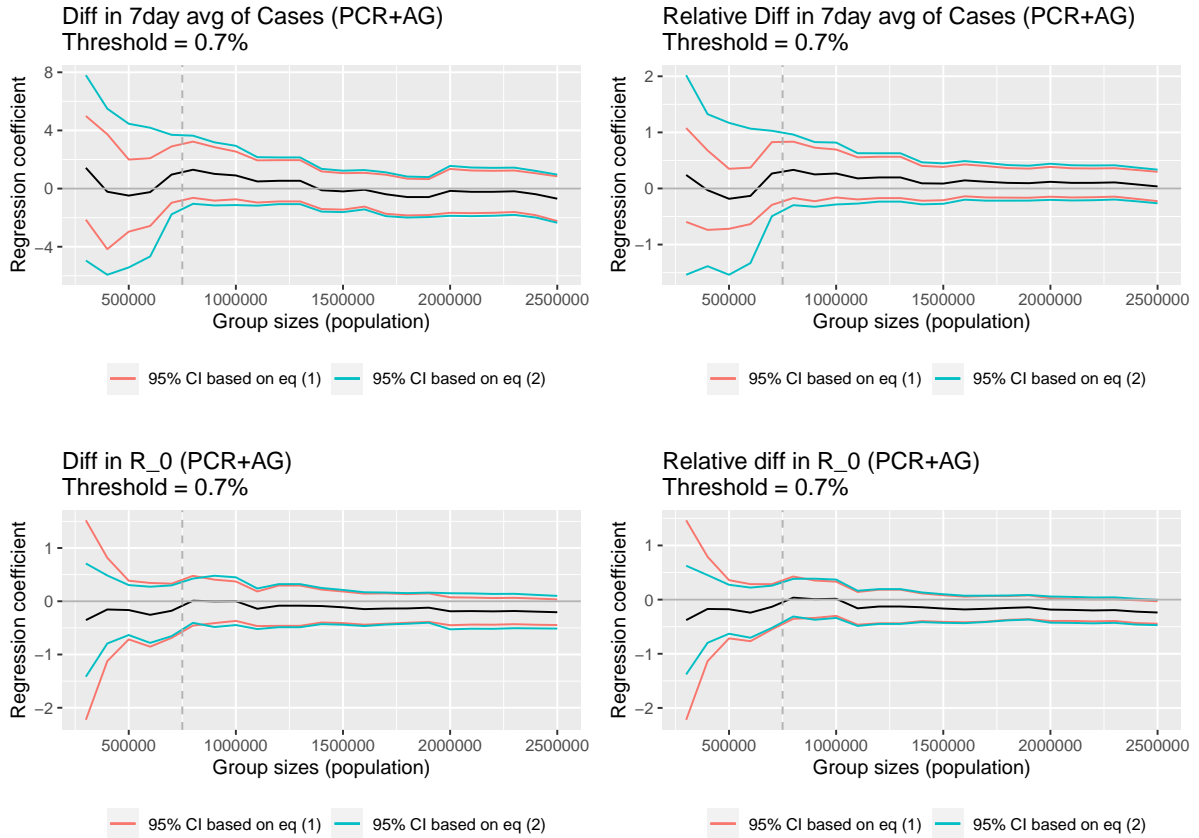 Diff in 7day avg of Cases (PCR+AG)
Threshold = 0.7%
8
4
0
−4
Regression coefficient
500000 1000000 1500000 2000000 2500000
Group sizes (population)
95% CI based on eq (1) 95% CI based on eq (2)
Relative Diff in 7day avg of Cases (PCR+AG)
Threshold = 0.7%
2
1
0
−1
Regression coefficient
500000 1000000 1500000 2000000 2500000
Group sizes (population)
95% CI based on eq (1) 95% CI based on eq (2)
Diff in R_0 (PCR+AG)
Threshold = 0.7%
1
0
−1
−2
Regression coefficient
500000 1000000 1500000 2000000 2500000
Group sizes (population)
95% CI based on eq (1) 95% CI based on eq (2)
Relative diff in R_0 (PCR+AG)
Threshold = 0.7%
1
0
−1
−2
Regression coefficient
500000 1000000 1500000 2000000 2500000
Group sizes (population)
95% CI based on eq (1) 95% CI based on eq (2)